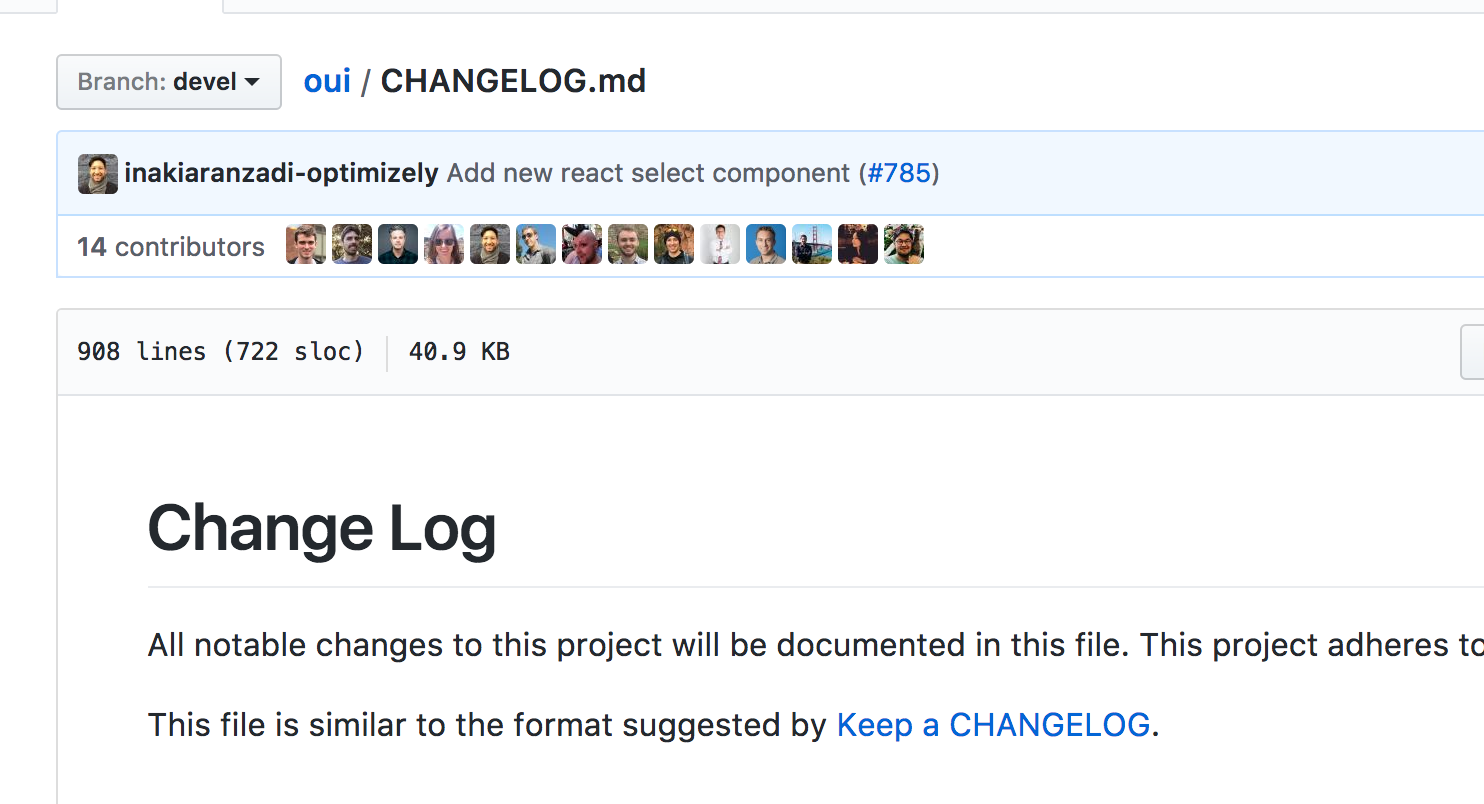 Branch: devel
oui / CHANGELOG.md
inakiaranzadi-optimizely Add new react select component (#785)
14 contributors
908 lines (722 sloc) 40.9 KB
Change Log
All notable changes to this project will be documented in this file. This project adheres to
This file is similar to the format suggested by Keep a CHANGELOG.